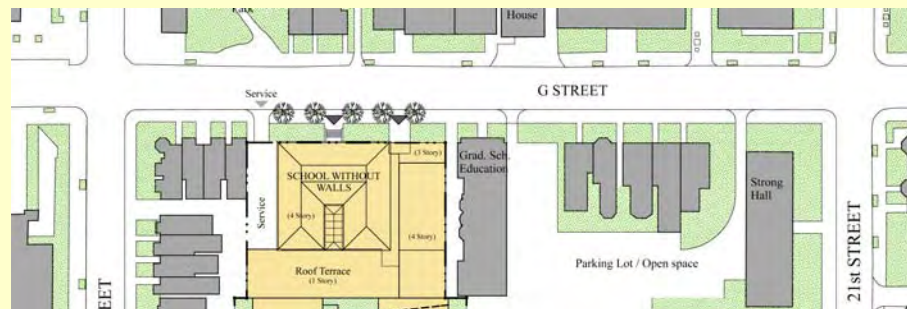 Park
House
Service
G STREET
SCHOOL WITHOUT
WALLS
(3 Story)
Grad. Sch.
Education
Service
(4 Story)
(4 Story)
Strong
Hall
Roof Terrace
(1 Story)
Parking Lot / Open space
21st STREET
EET